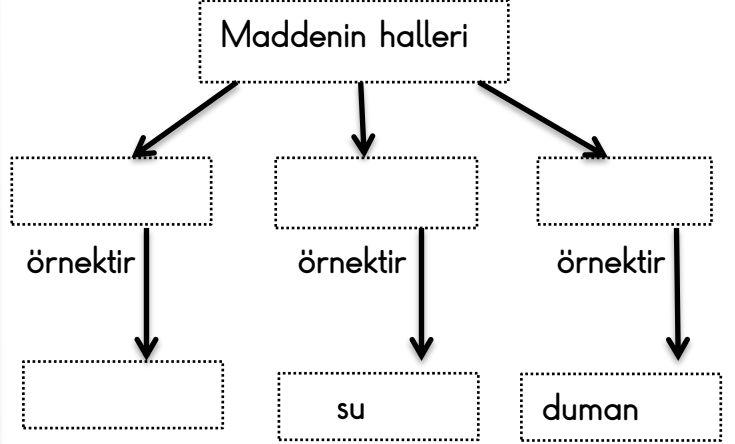 Maddenin halleri
örnektir
örnektir
örnektir
su
duman